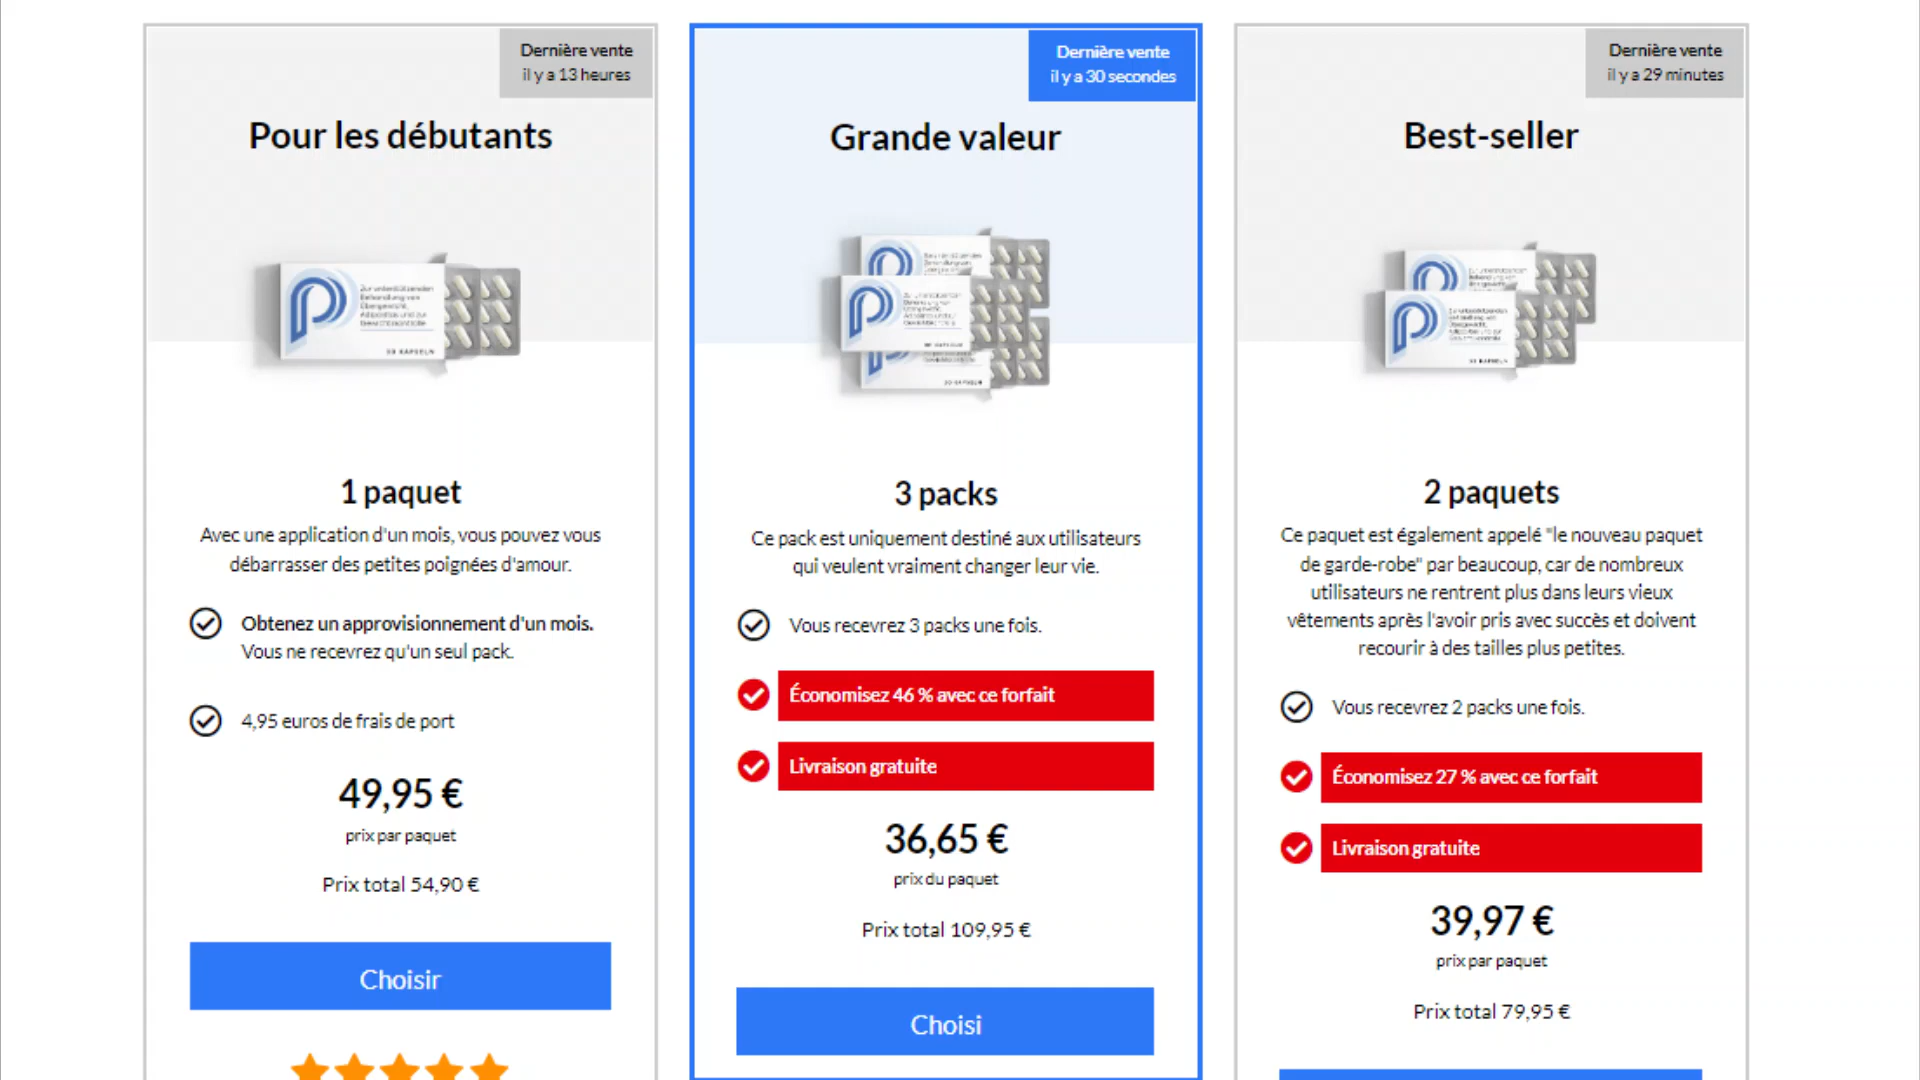 Dernière vente
il y a 13 heures
Pour les débutants
30 KAPSELN
1 paquet
Avec une application d'un mois, vous pouvez vous
débarrasser des petites poignées d'amour.
Obtenez un approvisionnement d'un mois.
Vous ne recevrez qu'un seul pack.
4,95 euros de frais de port
49,95 €
prix par paquet
Prix total 54,90 €
Choisir
Dernière vente
il y a 30 secondes
Grande valeur
3 packs
Ce pack est uniquement destiné aux utilisateurs
qui veulent vraiment changer leur vie.
Vous recevrez 3 packs une fois.
Économisez 46 % avec ce forfait
Livraison gratuite
36,65 €
prix du paquet
Prix total 109,95 €
Choisi
Dernière vente
il y a 29 minutes
Best-seller
2 paquets
Ce paquet est également appelé "le nouveau paquet
de garde-robe" par beaucoup, car de nombreux
utilisateurs ne rentrent plus dans leurs vieux
vêtements après l'avoir pris avec succès et doivent
recourir à des tailles plus petites.
Vous recevrez 2 packs une fois.
Économisez 27 % avec ce forfait
Livraison gratuite
39,97 €
prix par paquet
Prix total 79,95 €